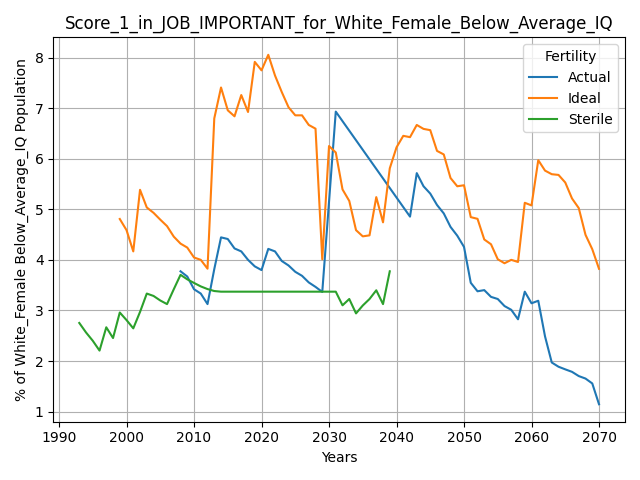 Score_1_in_JOB_IMPORTANT_for_White_Female_Below_Average_IQ
% of White_Female Below_Average_IQ Population
8
7
6
5
4
3
2
1
Fertility
Actual
Ideal
Sterile
1990 2000 2010 2020 2030 2040 2050 2060 2070
Years